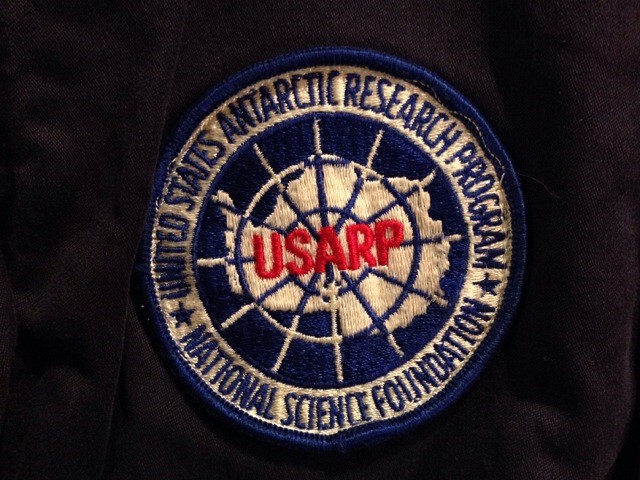 UNITED STATES ANTARCTIC RESEARCH PROGRAM
USARP
NATIONAL SCIENCE FOUNDATION